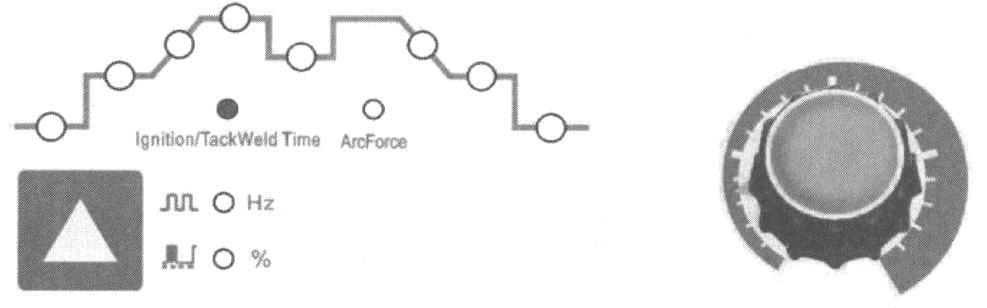 Ignition/TackWeld Time
ArcForce
Hz
%